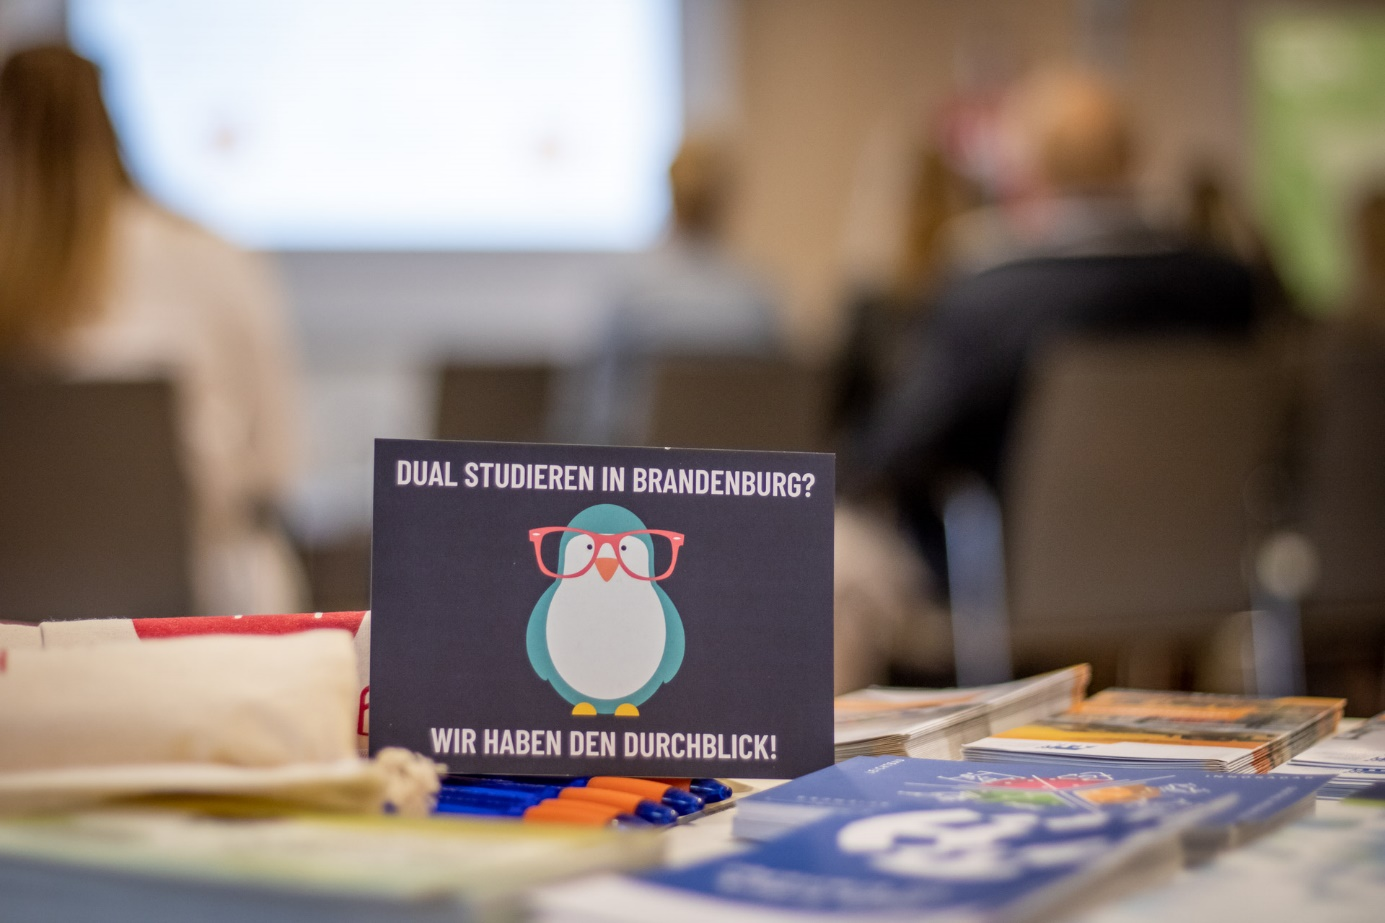 DUAL STUDIEREN IN BRANDENBURG?
WIR HABEN DEN DURCHBLICK!